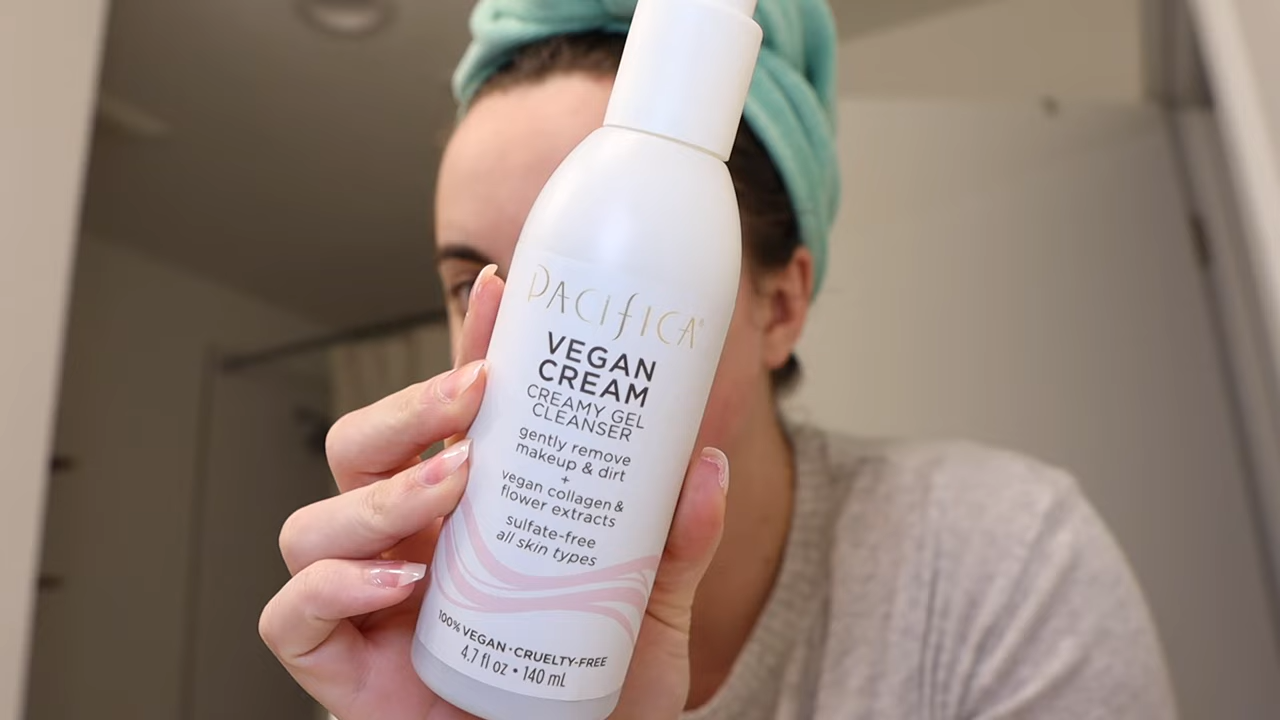 PACIFICA®
VEGAN
CREAM
CREAMY GEL
CLEANSER
gently remove
makeup & dirt
+
vegan collagen &
flower extracts
sulfate-free
all skin types
100% VEGAN • CRUELTY-FREE
4.7 fl oz • 140 mL